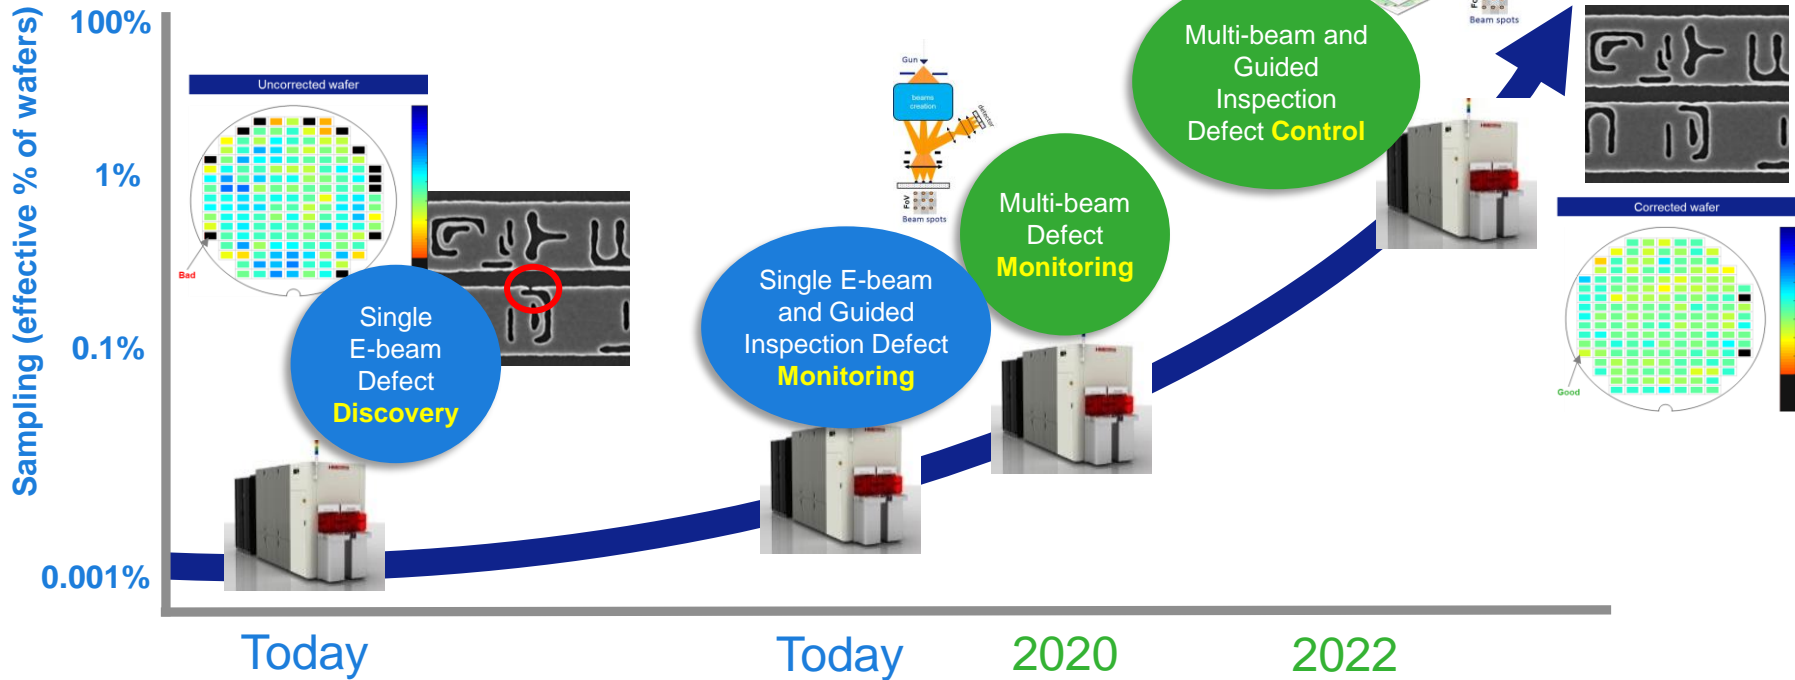 Sampling (effective % of wafers)
100%
1%
0.1%
0.001%
Uncorrected wafer
Bad
Single
E-beam
Defect
Discovery
Gun
beams
creation
detector
FoV
Beam spots
Single E-beam
and Guided
Inspection Defect
Monitoring
Multi-beam
Defect
Monitoring
Multi-beam and
Guided
Inspection
Defect Control
Beam spots
Corrected wafer
Good
Today
Today
2020
2022